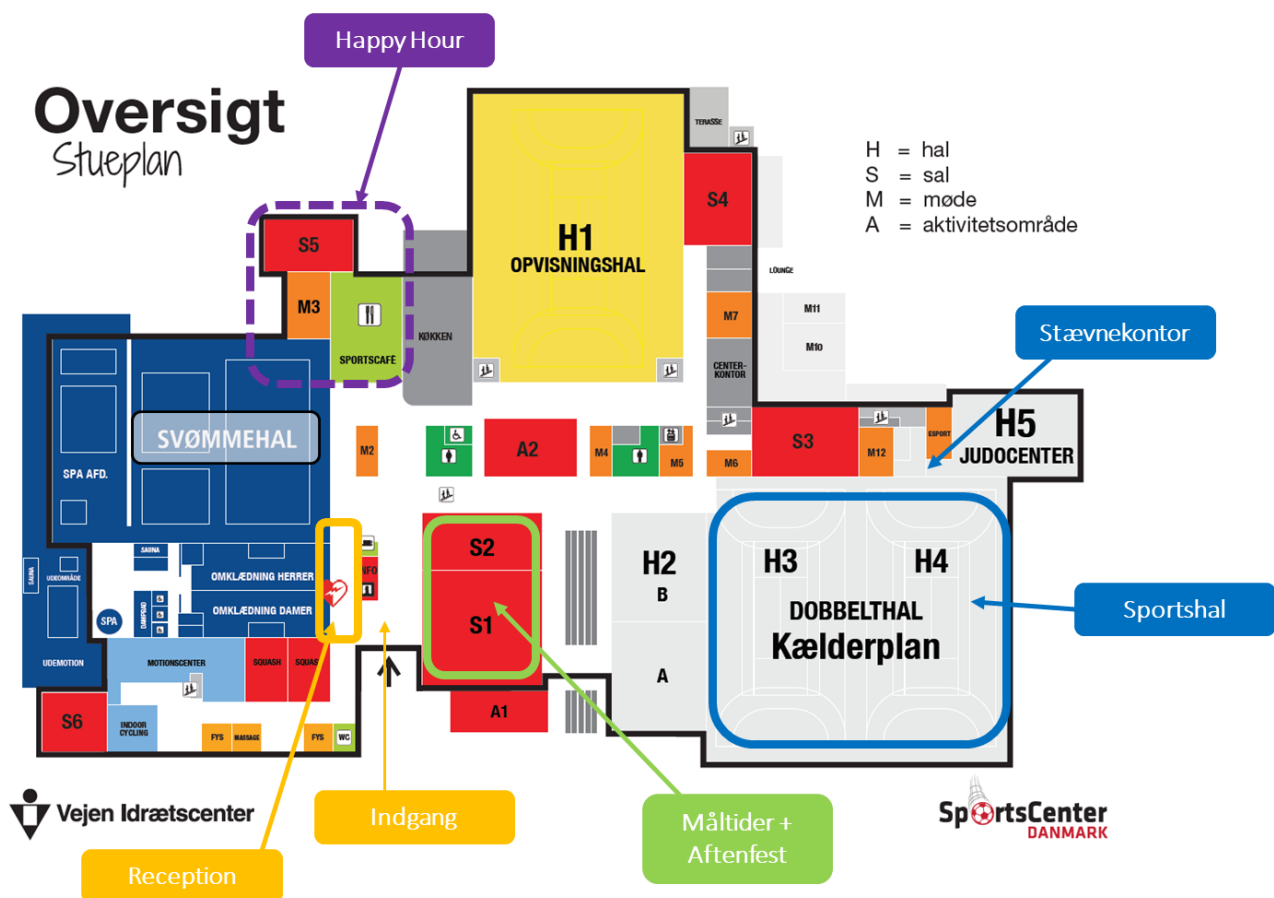 Happy Hour
Oversigt
Stueplan
H = hal
S = sal
M = møde
A = aktivitetsområde
TERASSE
S4
H1
OPVISNINGSHAL
S5
M3
SPORTSCAFÉ
KØKKEN
LOUNGE
M7
M11
M10
CENTER-
KONTOR
Stævnekontor
SVØMMEHAL
SPA AFD.
M2
A2
M4
M5
M6
S3
M12
ESPORT
H5
JUDOCENTER
S2
S1
H2
B
A
H3
H4
DOBBELTHAL
Kælderplan
Sportshal
SAUNA
SAUNA
UDEOMRÅDE
OMKLÆDNING HERRER
OMKLÆDNING DAMER
DAMPBAD
SPA
NFO
UDEMOTION
MOTIONSCENTER
SQUASH
SQUAS
S6
INDOOR
CYCLING
FYS
MASSAGE
FYS
WC
A1
Vejen Idrætscenter
Indgang
Måltider +
Aftenfest
Reception
SportsCenter
DANMARK